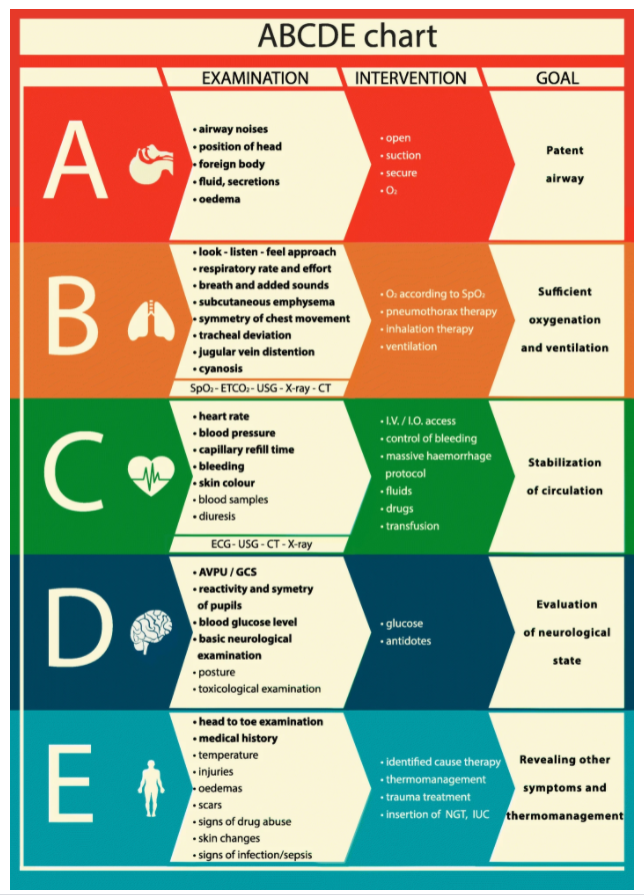 ABCDE chart
EXAMINATION
INTERVENTION
GOAL
A
• airway noises
• position of head
• foreign body
• fluid, secretions
• oedema
• open
• suction
• secure
• O₂
Patent
airway
B
• look - listen - feel approach
• respiratory rate and effort
• breath and added sounds
• subcutaneous emphysema
• symmetry of chest movement
• tracheal deviation
• jugular vein distention
• cyanosis
SpO₂ - ETCO₂ - USG - X-ray - CT
• O₂ according to SpO₂
• pneumothorax therapy
• inhalation therapy
• ventilation
Sufficient
oxygenation
and ventilation
C
• heart rate
• blood pressure
• capillary refill time
• bleeding
• skin colour
• blood samples
• diuresis
ECG - USG - CT - X-ray
• I.V. / I.O. access
• control of bleeding
• massive haemorrhage
protocol
• fluids
• drugs
• transfusion
Stabilization
of circulation
D
• AVPU / GCS
• reactivity and symetry
of pupils
• blood glucose level
• basic neurological
examination
• posture
• toxicological examination
• glucose
• antidotes
Evaluation
of neurological
state
E
• head to toe examination
• medical history
• temperature
• injuries
• oedemas
• scars
• signs of drug abuse
• skin changes
• signs of infection/sepsis
• identified cause therapy
• thermomanagement
• trauma treatment
• insertion of NGT, IUC
Revealing other
symptoms and
thermomanagement